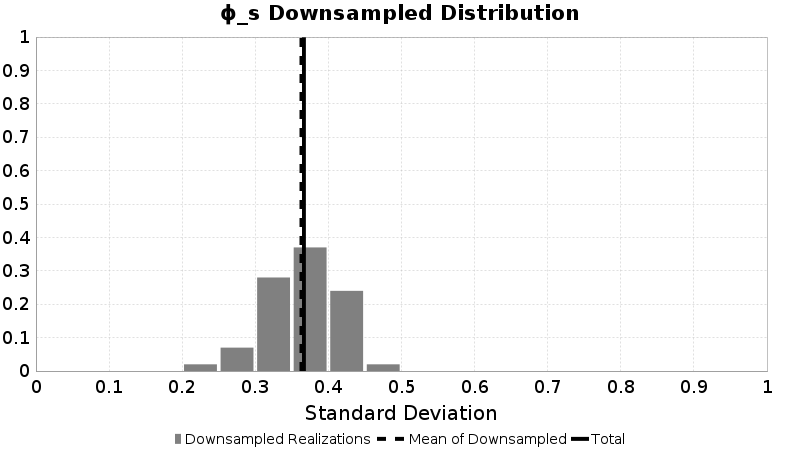 ϕ_s Downsampled Distribution
1
0.9
0.8
0.7
0.6
0.5
0.4
0.3
0.2
0.1
0
0 0.1 0.2 0.3 0.4 0.5 0.6 0.7 0.8 0.9 1
Standard Deviation
Downsampled Realizations Mean of Downsampled Total